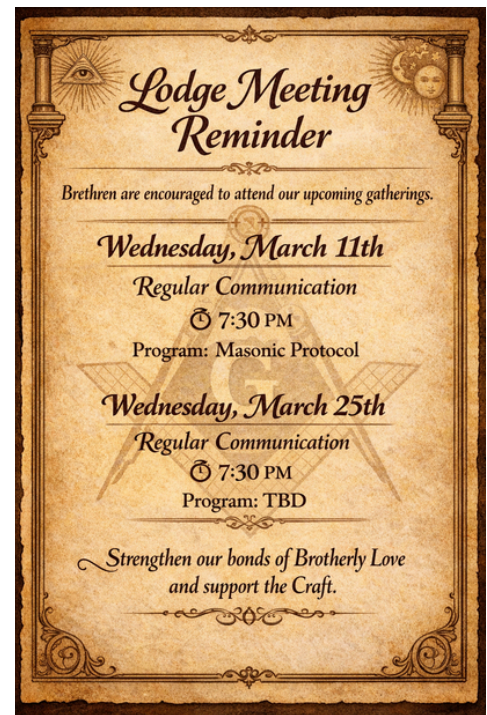 Lodge Meeting
Reminder
Brethren are encouraged to attend our upcoming gatherings.
Wednesday, March 11th
Regular Communication
7:30 PM
Program: Masonic Protocol
G
Wednesday, March 25th
Regular Communication
7:30 PM
Program: TBD
Strengthen our bonds of Brotherly Love
and support the Craft.